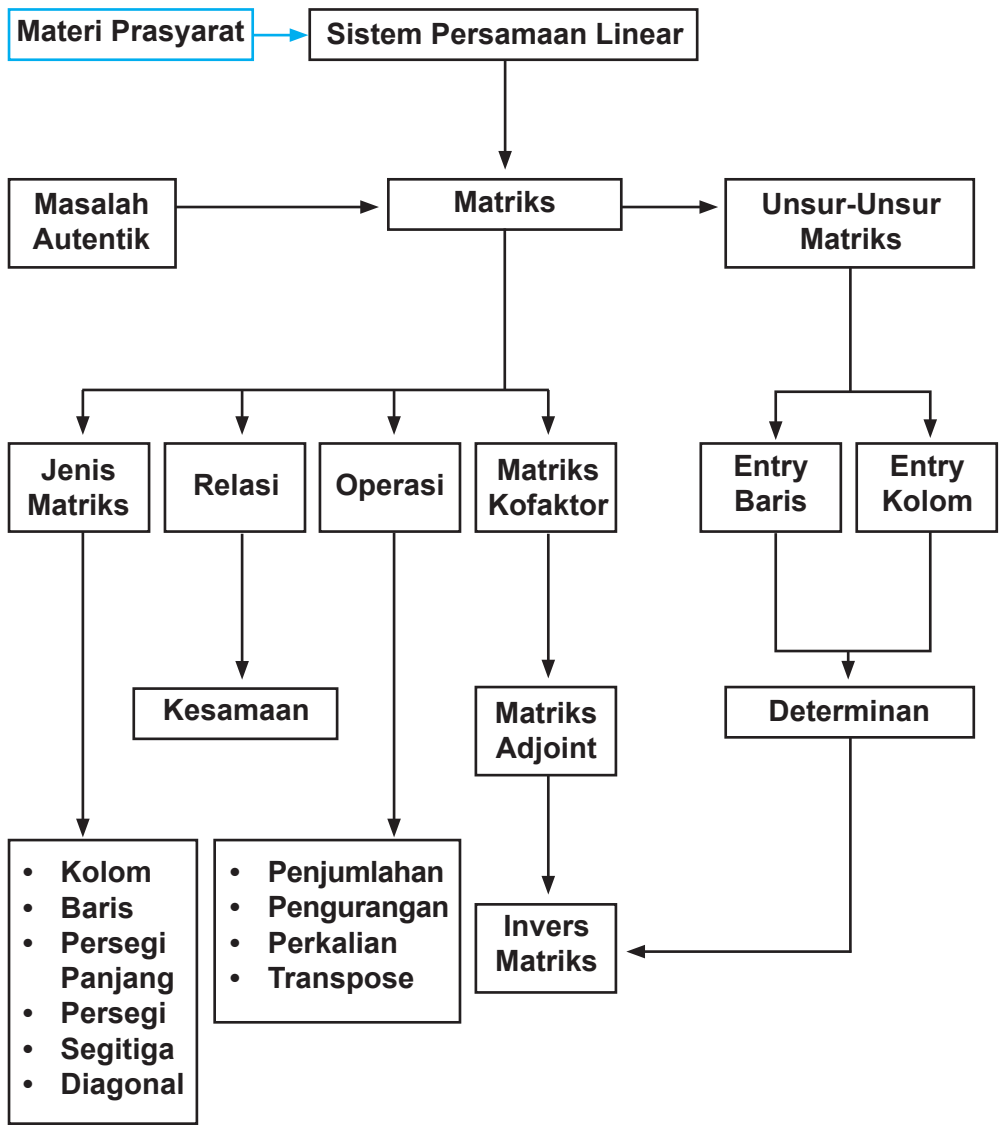 Materi Prasyarat
Sistem Persamaan Linear
Masalah
Autentik
Matriks
Unsur-Unsur
Matriks
Jenis
Matriks
Relasi
Operasi
Matriks
Kofaktor
Entry
Baris
Entry
Kolom
Kesamaan
Matriks
Adjoint
Determinan
• Kolom
• Baris
• Persegi
Panjang
• Persegi
• Segitiga
• Diagonal
• Penjumlahan
• Pengurangan
• Perkalian
• Transpose
Invers
Matriks